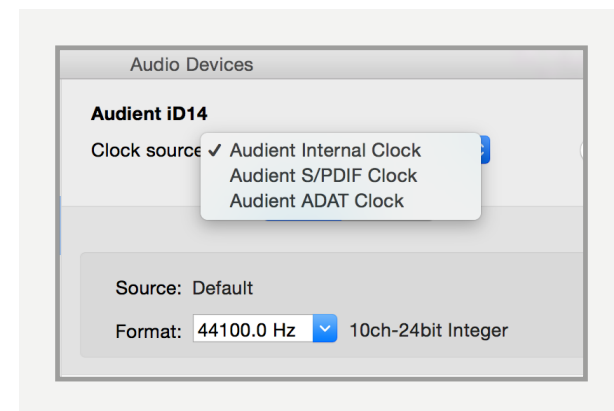 Audio Devices
Audient iD14
Clock source ✓ Audient Internal Clock
Audient S/PDIF Clock
Audient ADAT Clock
Source: Default
Format: 44100.0 Hz 10ch-24bit Integer